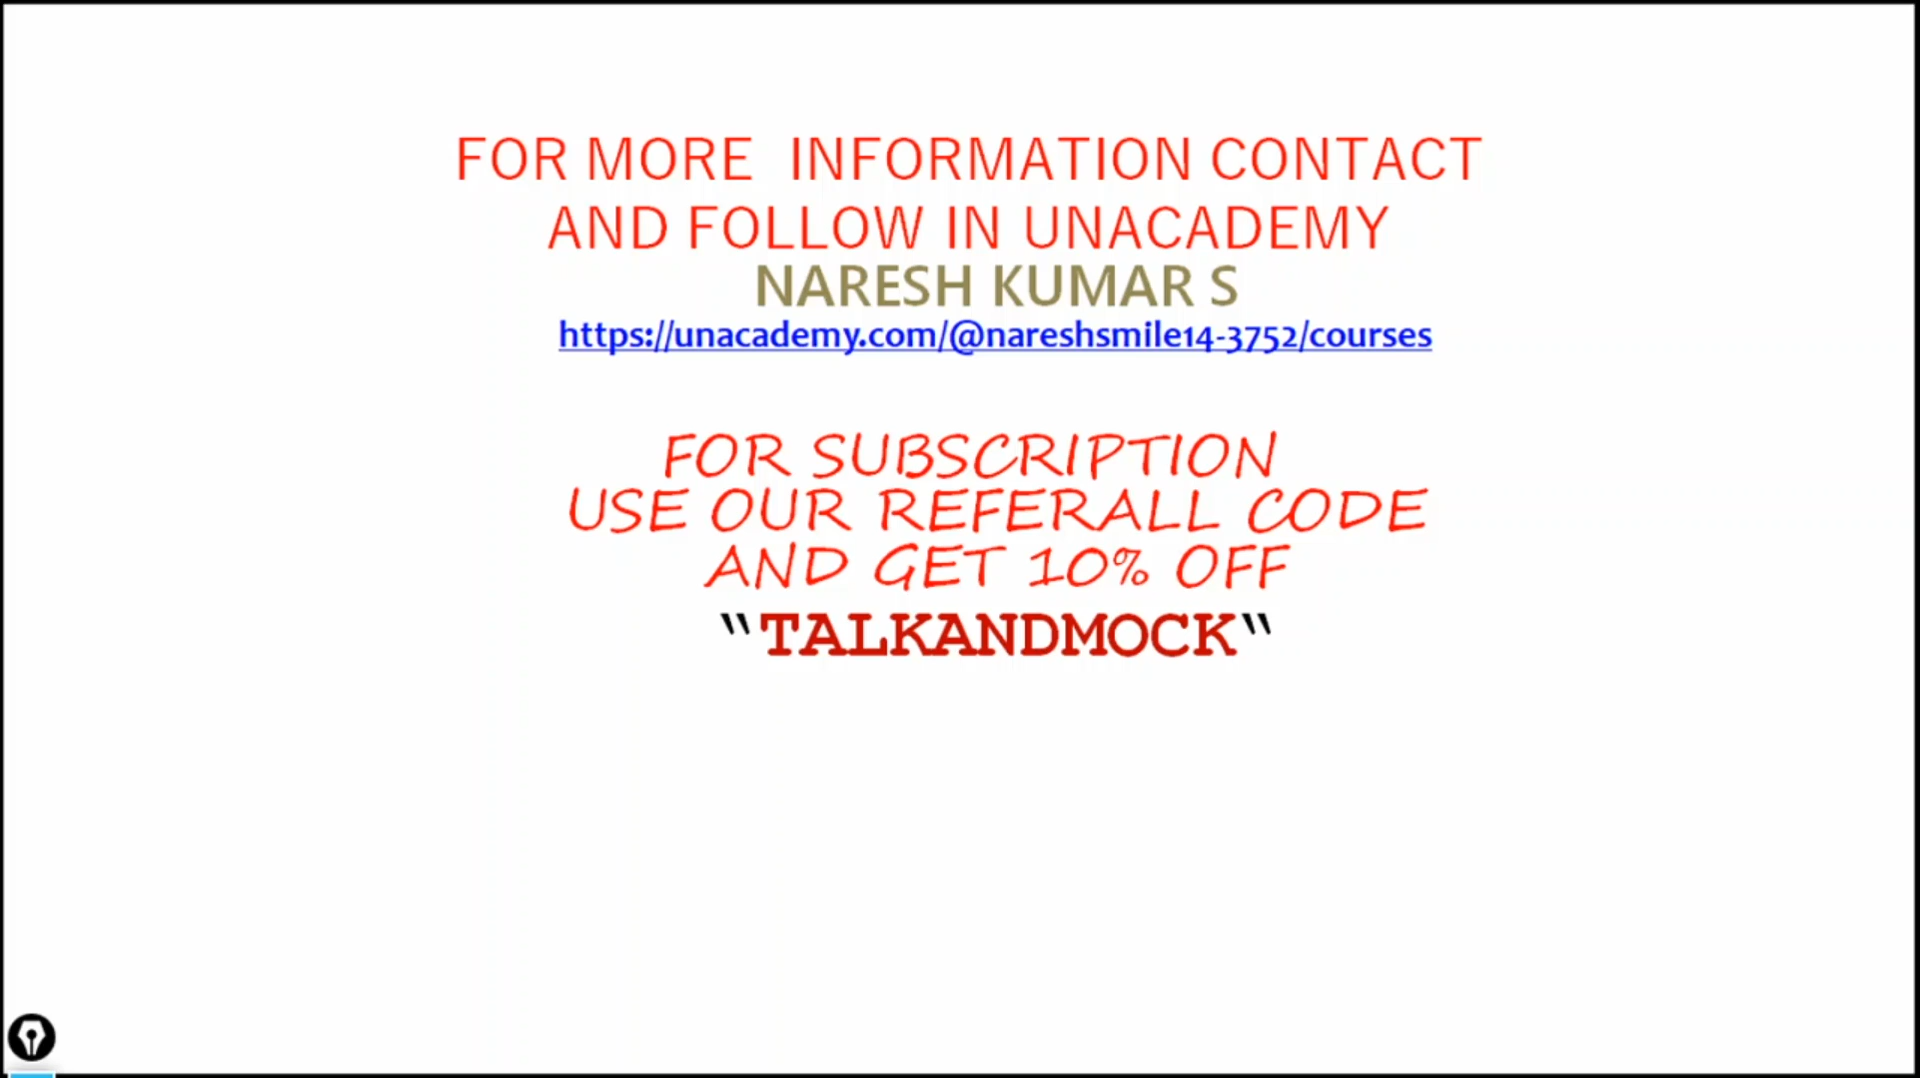 FOR MORE INFORMATION CONTACT
AND FOLLOW IN UNACADEMY
NARESH KUMAR S
https://unacademy.com/@nareshsmile14-3752/courses
FOR SUBSCRIPTION
USE OUR REFERALL CODE
AND GET 10% OFF
‟TALKANDMOCK‟